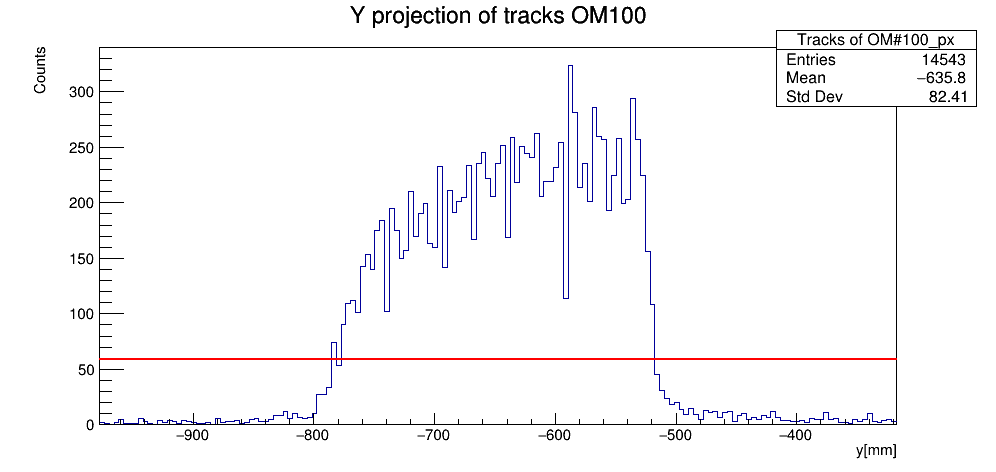 Y projection of tracks OM100
Counts
Tracks of OM#100_px
Entries 14543
Mean −635.8
Std Dev 82.41
300
250
200
150
100
50
0
−900 −800 −700 −600 −500 −400
y[mm]